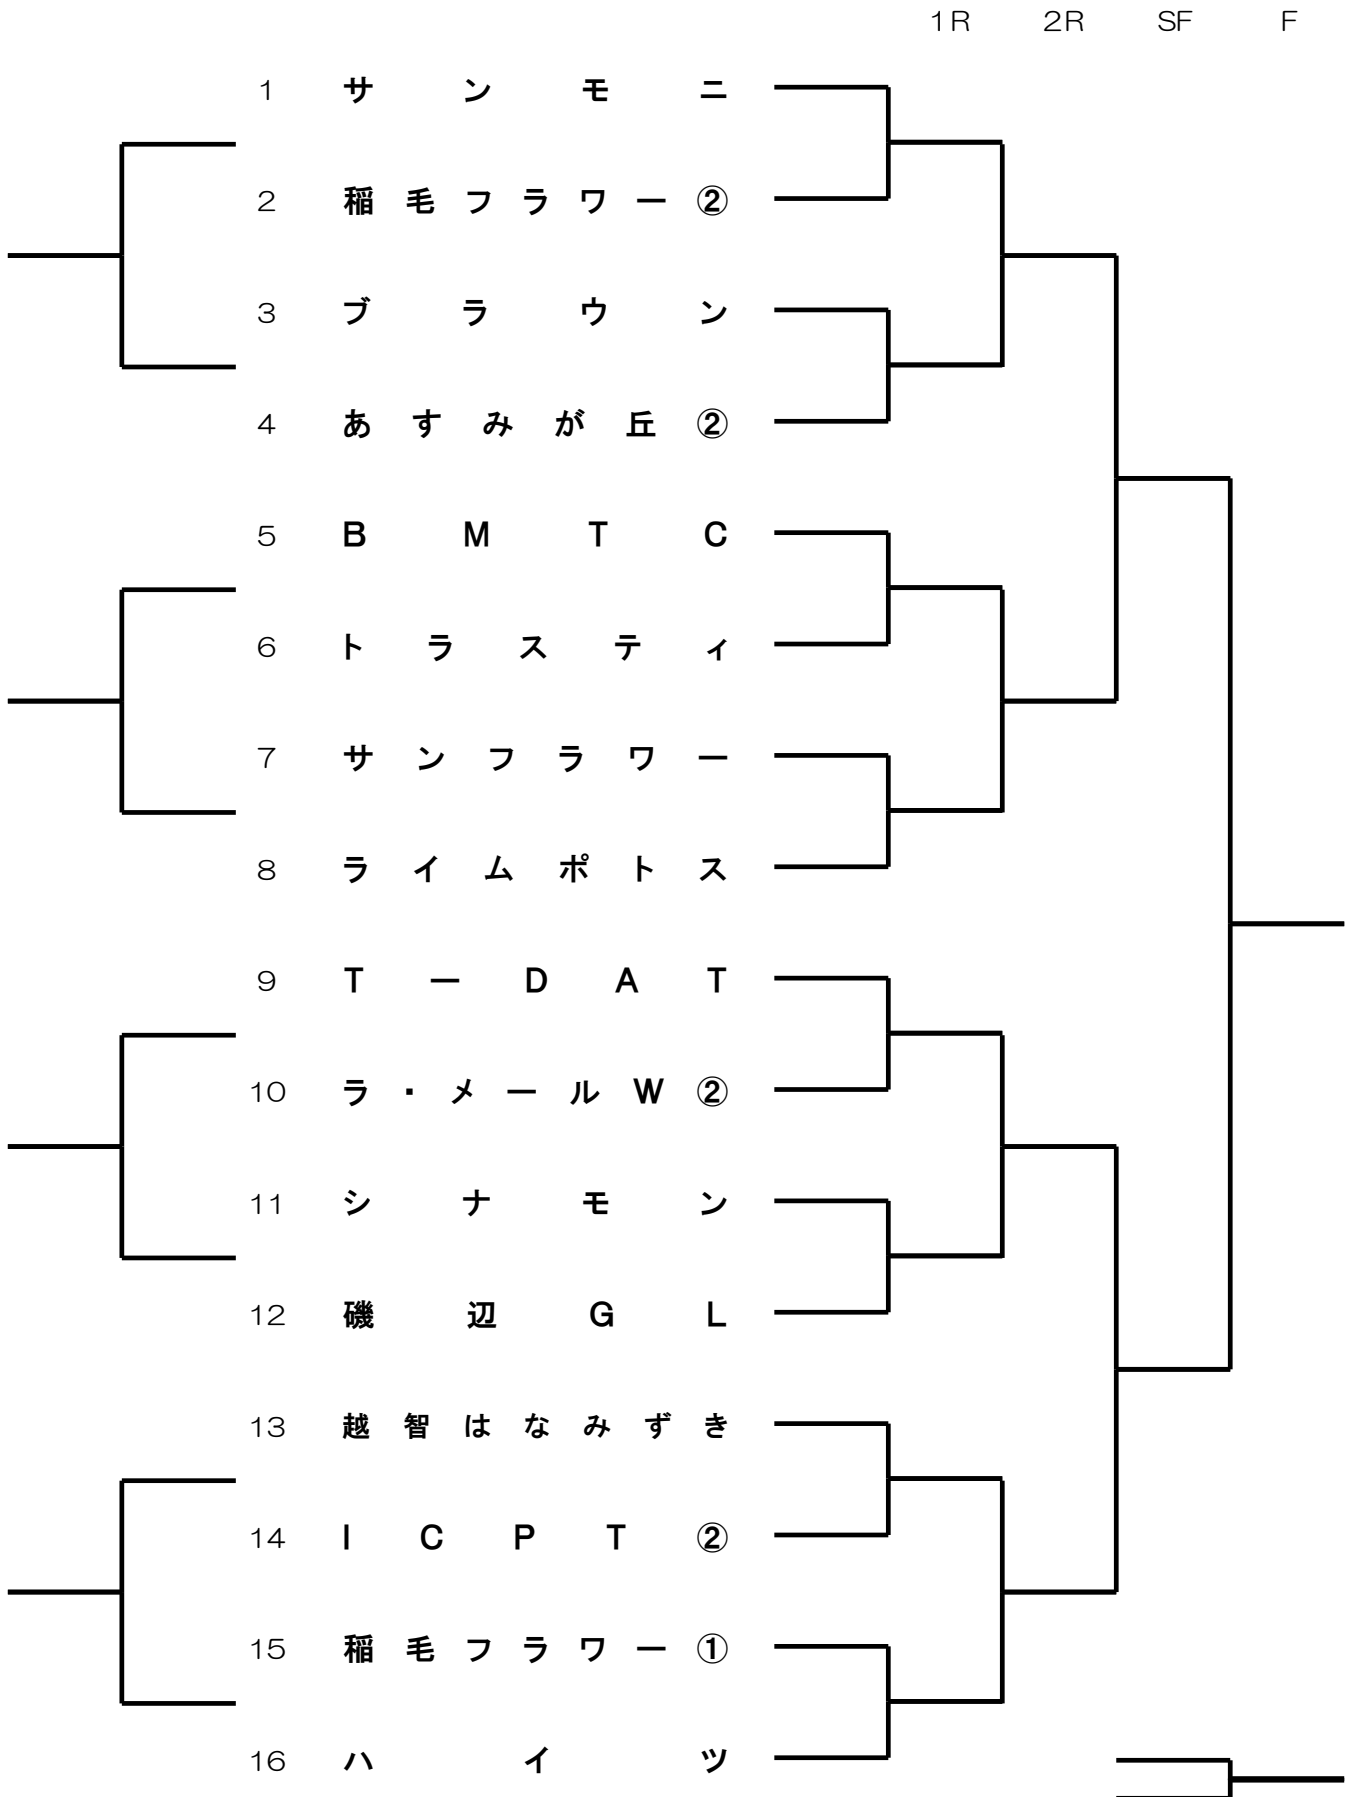 1R 2R SF F
1 サンモニ
2 稲毛フラワー②
3 ブラウン
4 あすみが丘②
5 BMTC
6 トラスティ
7 サンフラワー
8 ライムポトス
9 T－DAT
10 ラ・メールW②
11 シナモン
12 磯辺GL
13 越智はなみずき
14 ICPT②
15 稲毛フラワー①
16 ハイツ